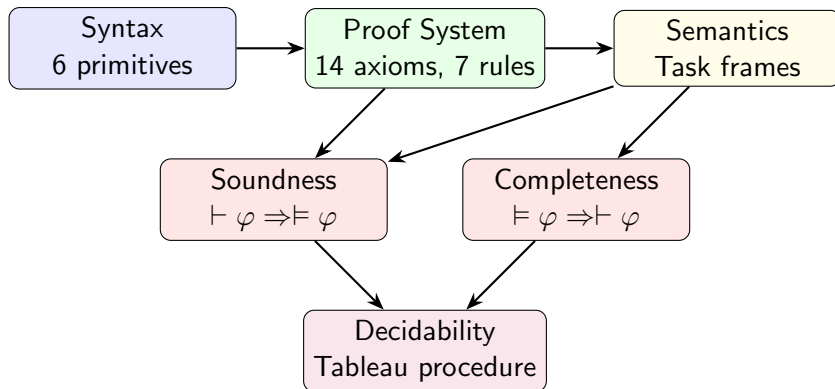 Syntax
6 primitives
Proof System
14 axioms, 7 rules
Semantics
Task frames
Soundness
⊢ φ ⇒⊨ φ
Completeness
⊨ φ ⇒⊢ φ
Decidability
Tableau procedure